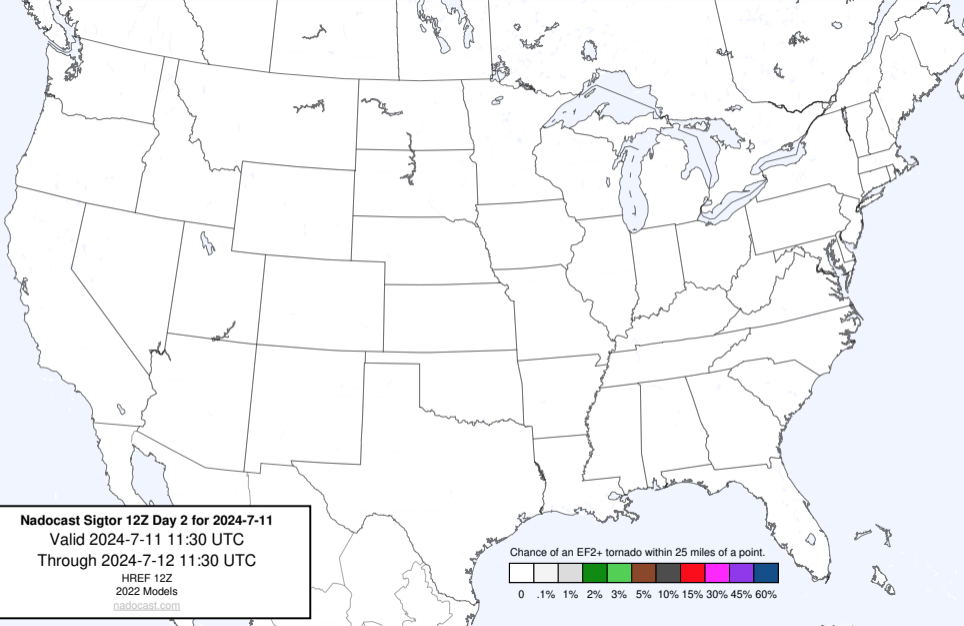 Nadocast Sigtor 12Z Day 2 for 2024-7-11
Valid 2024-7-11 11:30 UTC
Through 2024-7-12 11:30 UTC
HREF 12Z
2022 Models
nadocast.com
Chance of an EF2+ tornado within 25 miles of a point.
0 .1% 1% 2% 3% 5% 10% 15% 30% 45% 60%